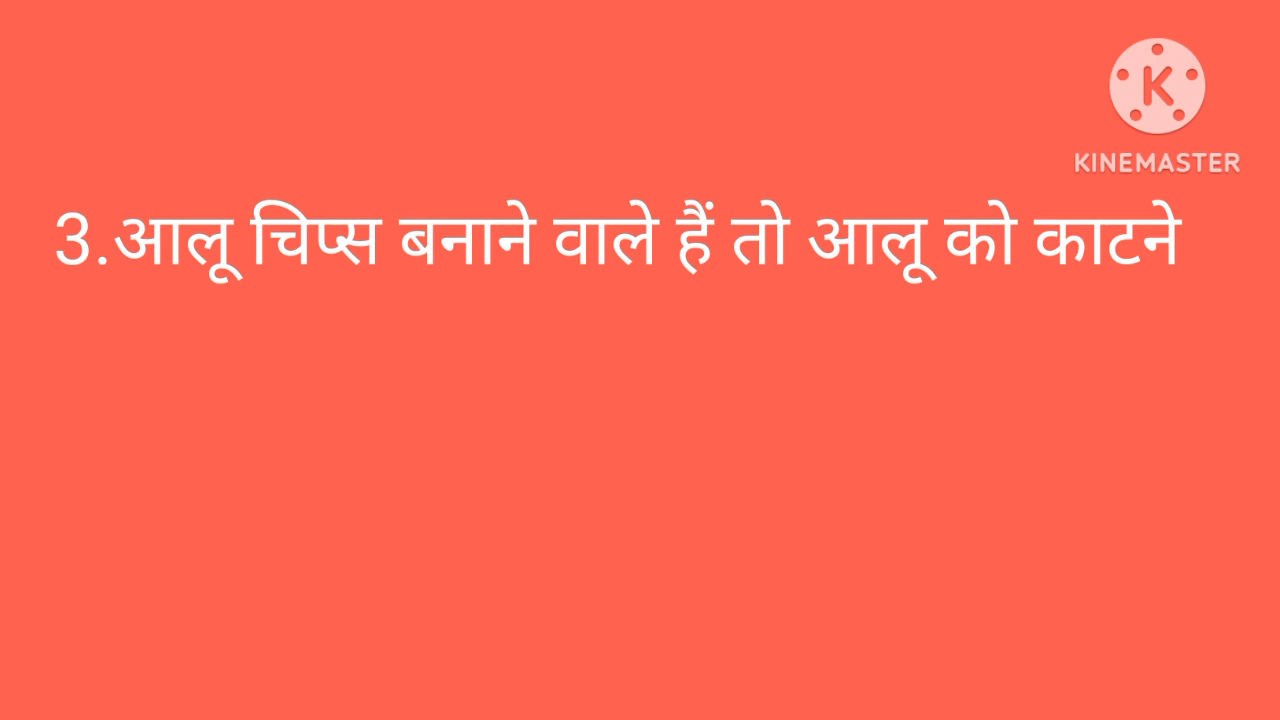 KINEMASTER
3.आलू चिप्स बनाने वाले हैं तो आलू को काटने